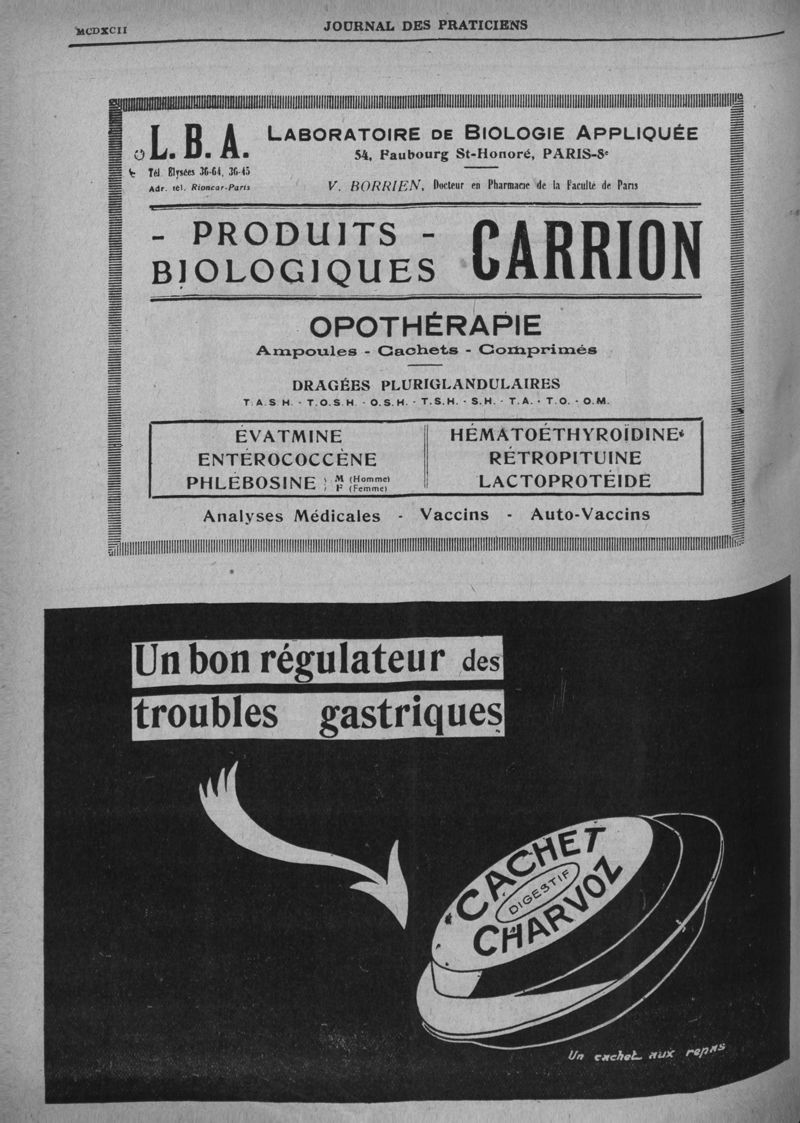 MCDXCII
JOURNAL DES PRATICIENS
L. B. A.
LABORATOIRE DE BIOLOGIE APPLIQUÉE
54, Faubourg St-Honoré, PARIS-8e
Tél. Elysées 36-64, 36-45
Adr. tél. Rioncar-Paris
V. BORRIEN, Docteur en Pharmacie de la Faculté de Paris
- PRODUITS -
BIOLOGIQUES
CARRION
OPOTHÉRAPIE
Ampoules - Cachets - Comprimés
DRAGÉES PLURIGLANDULAIRES
T.A.S.H. - T.O.S.H. - O.S.H. - T.S.H. - S.H. - T.A. - T.O. - O.M.
ÉVATMINE
ENTÉROCOCCÈNE
PHLÉBOSINE M (Homme)
F (Femme)
HÉMATOÉTHYROÏDINE
RÉTROPITUINE
LACTOPROTÉIDE
Analyses Médicales - Vaccins - Auto-Vaccins
Un bon régulateur des
troubles gastriques
CACHET
DIGESTIF
CHARVOZ
Un cachet aux repas